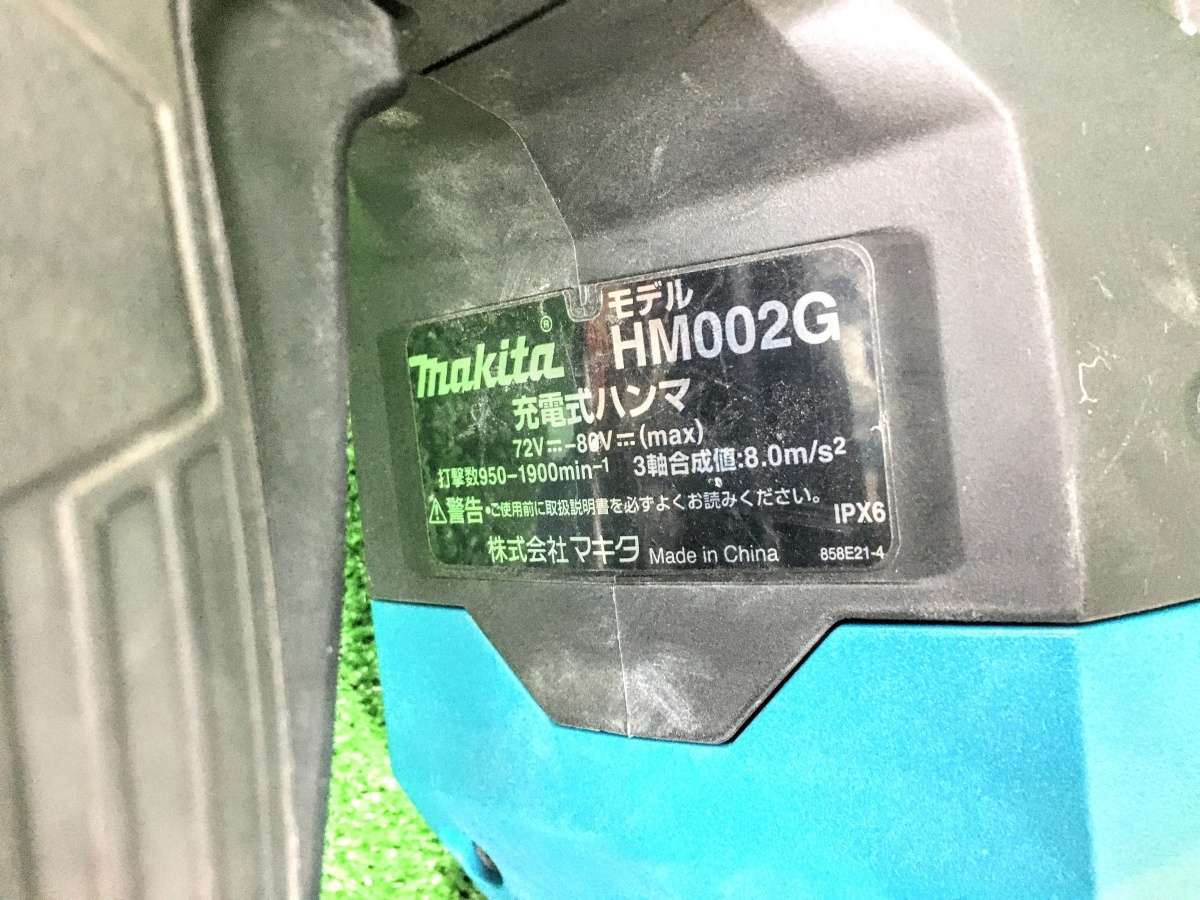 モデル
makita® HM002G
充電式ハンマ
72V⎓-80V⎓(max)
打撃数950-1900min⁻¹ 3軸合成値:8.0m/s²
⚠警告・ご使用前に取扱説明書を必ずよくお読みください。
IPX6
株式会社マキタ Made in China 858E21-4